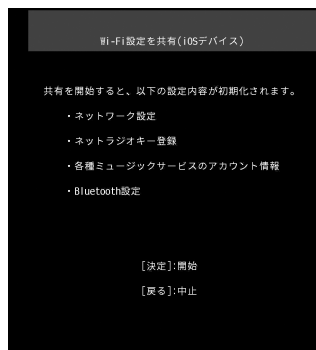 Wi-Fi設定を共有(iOSデバイス)
共有を開始すると、以下の設定内容が初期化されます。
・ネットワーク設定
・ネットラジオキー登録
・各種ミュージックサービスのアカウント情報
・Bluetooth設定
[決定]:開始
[戻る]:中止